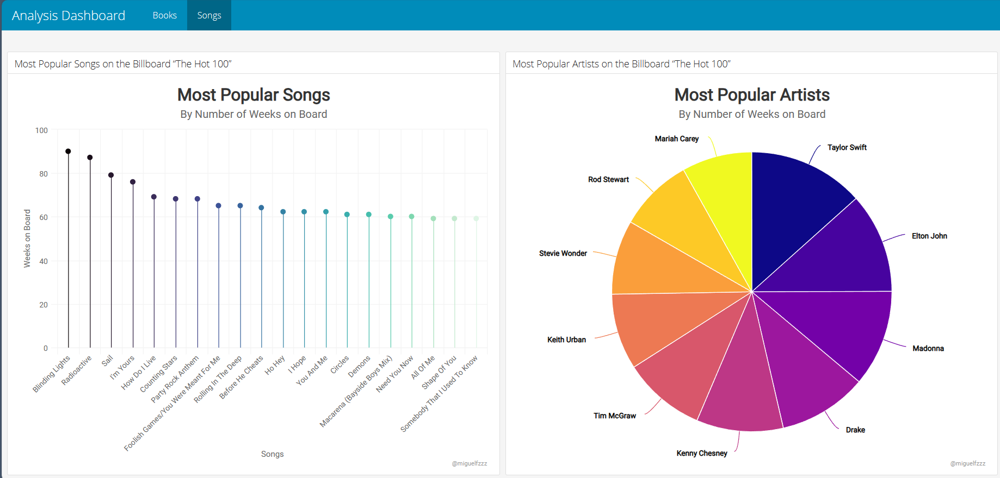 Analysis Dashboard Books Songs
Most Popular Songs on the Billboard “The Hot 100”
Most Popular Songs
By Number of Weeks on Board
Weeks on Board
100
80
60
40
20
0
Blinding Lights
Radioactive
Sail
I'm Yours
How Do I Live
Counting Stars
Party Rock Anthem
Foolish Games/You Were Meant For Me
Rolling In The Deep
Before He Cheats
Ho Hey
I Hope
You And Me
Circles
Demons
Macarena (Bayside Boys Mix)
Need You Now
All Of Me
Shape Of You
Somebody That I Used To Know
Songs
@miguelfzzz
Most Popular Artists on the Billboard “The Hot 100”
Most Popular Artists
By Number of Weeks on Board
Taylor Swift
Elton John
Madonna
Drake
Kenny Chesney
Tim McGraw
Keith Urban
Stevie Wonder
Rod Stewart
Mariah Carey
@miguelfzzz